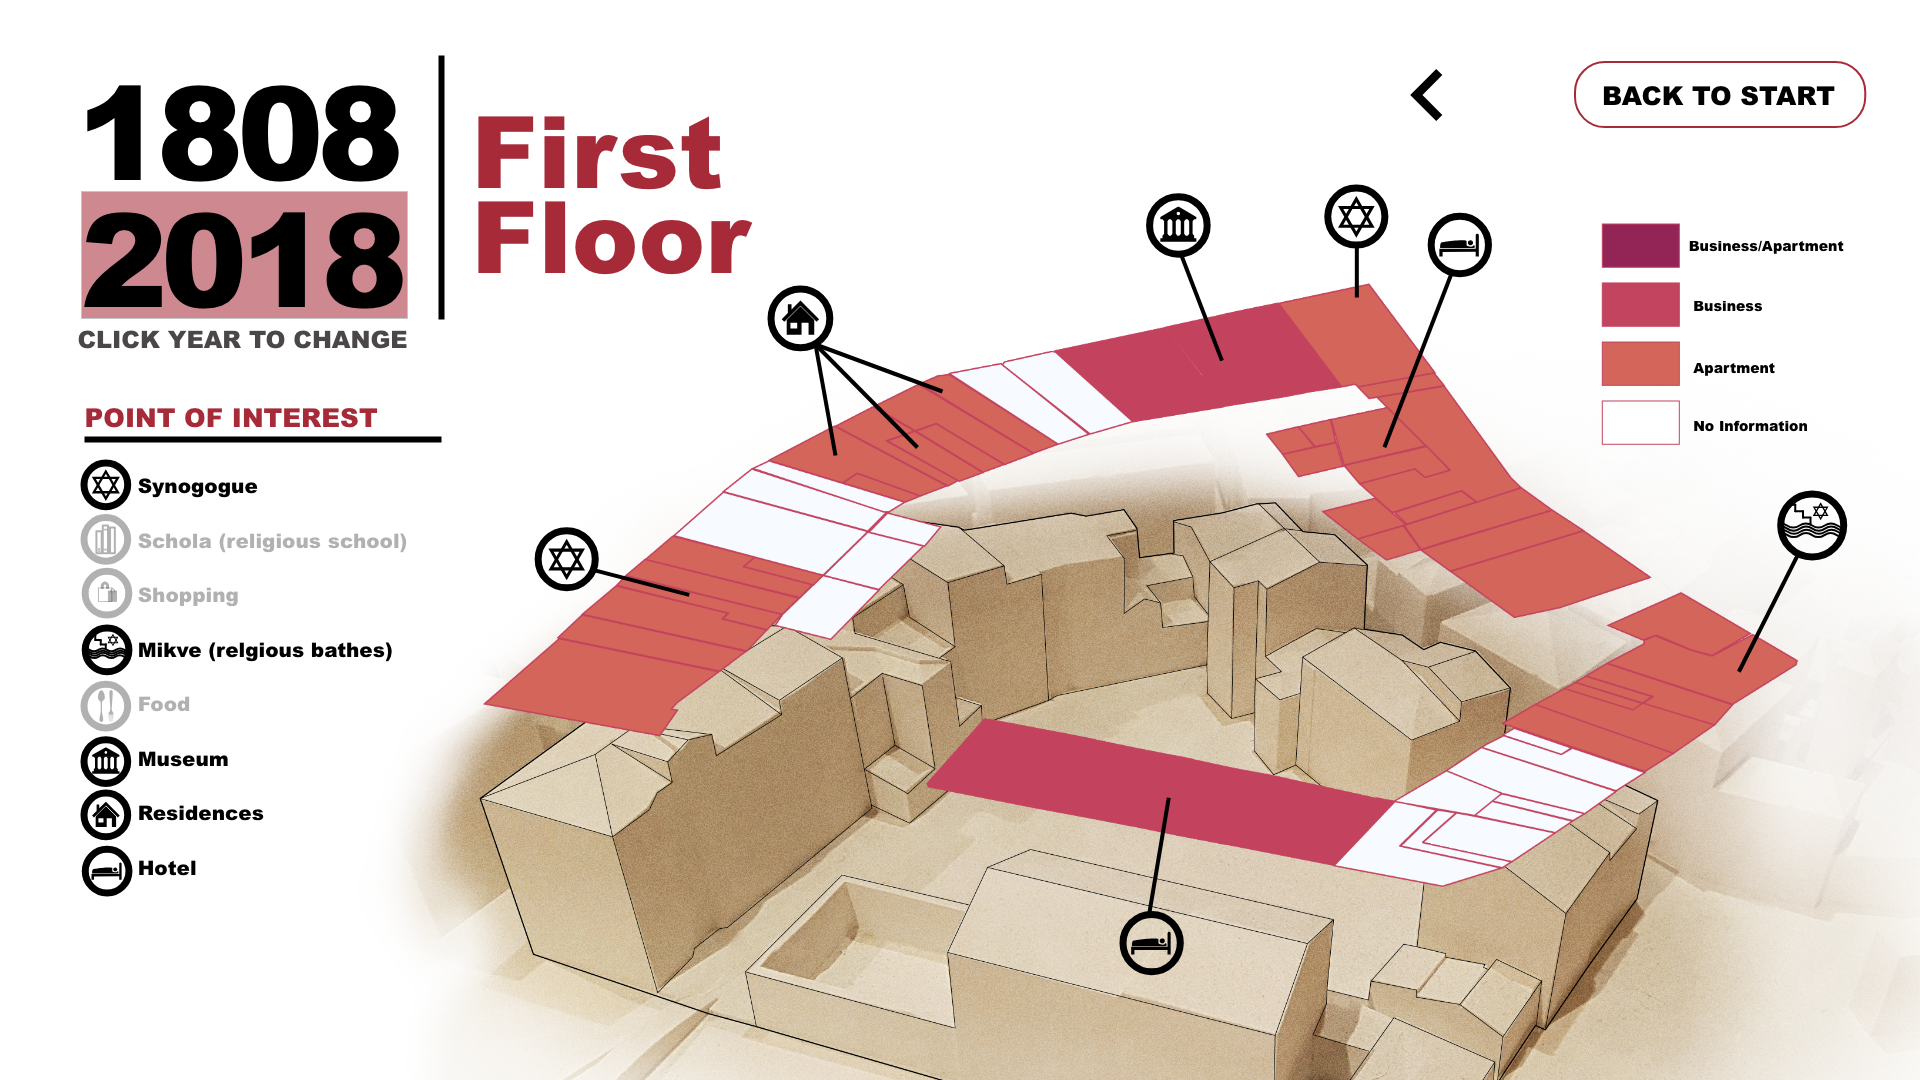 1808
2018
CLICK YEAR TO CHANGE
First
Floor
BACK TO START
POINT OF INTEREST
Synogogue
Schola (religious school)
Shopping
Mikve (relgious bathes)
Food
Museum
Residences
Hotel
Business/Apartment
Business
Apartment
No Information